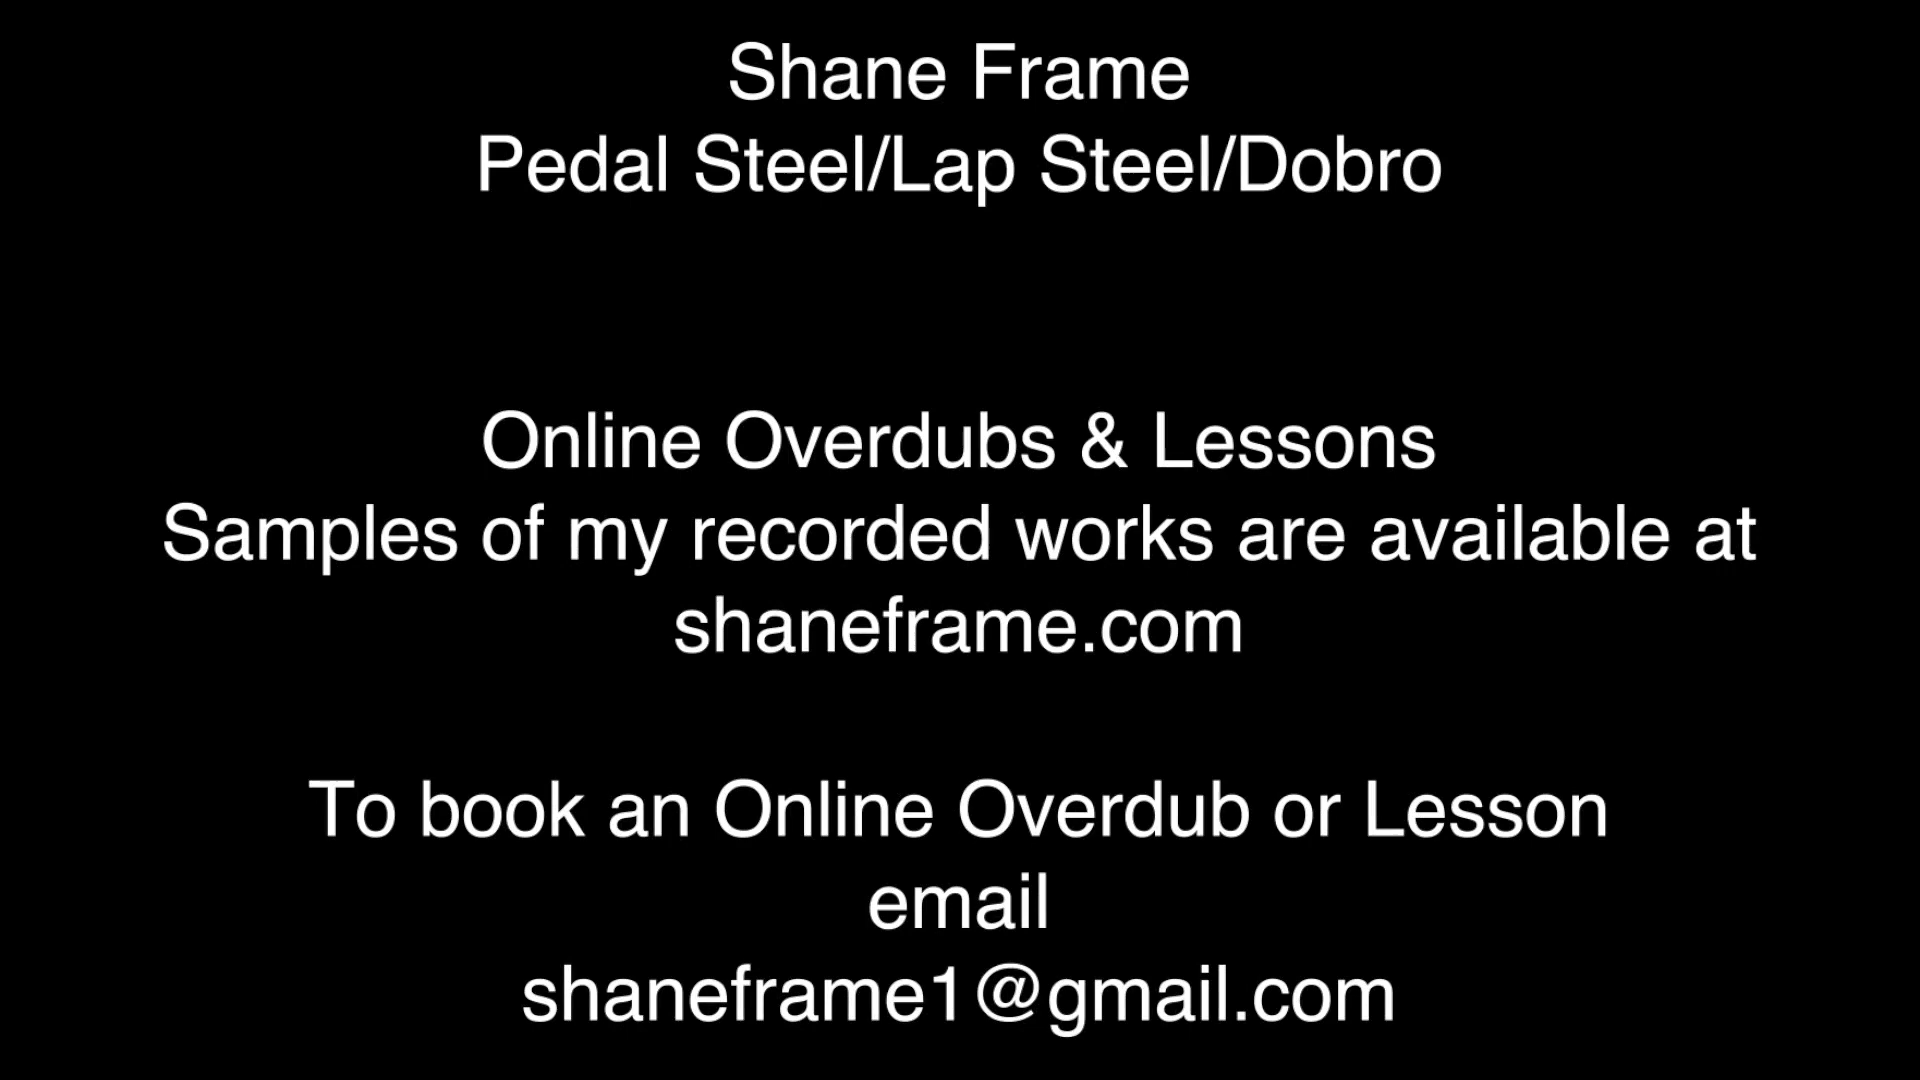 Shane Frame
Pedal Steel/Lap Steel/Dobro
Online Overdubs & Lessons
Samples of my recorded works are available at
shaneframe.com
To book an Online Overdub or Lesson
email
shaneframe1@gmail.com